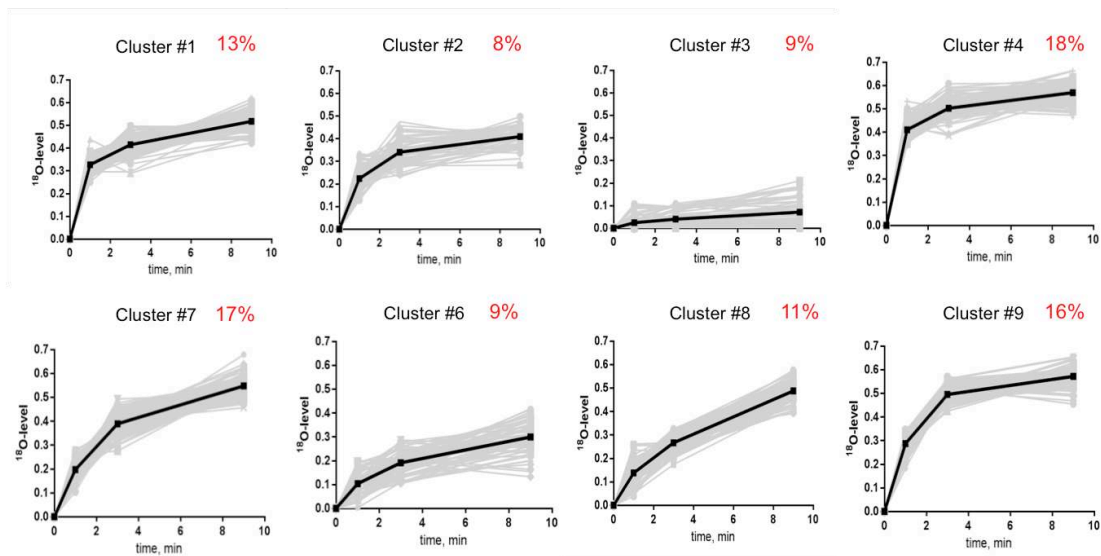 Cluster #1 13%
0.7
0.6
0.5
0.4
0.3
0.2
0.1
0.0
¹⁸O-level
0 2 4 6 8 10
time, min
Cluster #2 8%
0.7
0.6
0.5
0.4
0.3
0.2
0.1
0.0
¹⁸O-level
0 2 4 6 8 10
time, min
Cluster #3 9%
0.7
0.6
0.5
0.4
0.3
0.2
0.1
0.0
¹⁸O-level
0 2 4 6 8 10
time, min
Cluster #4 18%
0.7
0.6
0.5
0.4
0.3
0.2
0.1
0.0
¹⁸O-level
0 2 4 6 8 10
time, min
Cluster #7 17%
0.7
0.6
0.5
0.4
0.3
0.2
0.1
0.0
¹⁸O-level
0 2 4 6 8 10
time, min
Cluster #6 9%
0.7
0.6
0.5
0.4
0.3
0.2
0.1
0.0
¹⁸O-level
0 2 4 6 8 10
time, min
Cluster #8 11%
0.7
0.6
0.5
0.4
0.3
0.2
0.1
0.0
¹⁸O-level
0 2 4 6 8 10
time, min
Cluster #9 16%
0.7
0.6
0.5
0.4
0.3
0.2
0.1
0.0
¹⁸O-level
0 2 4 6 8 10
time, min